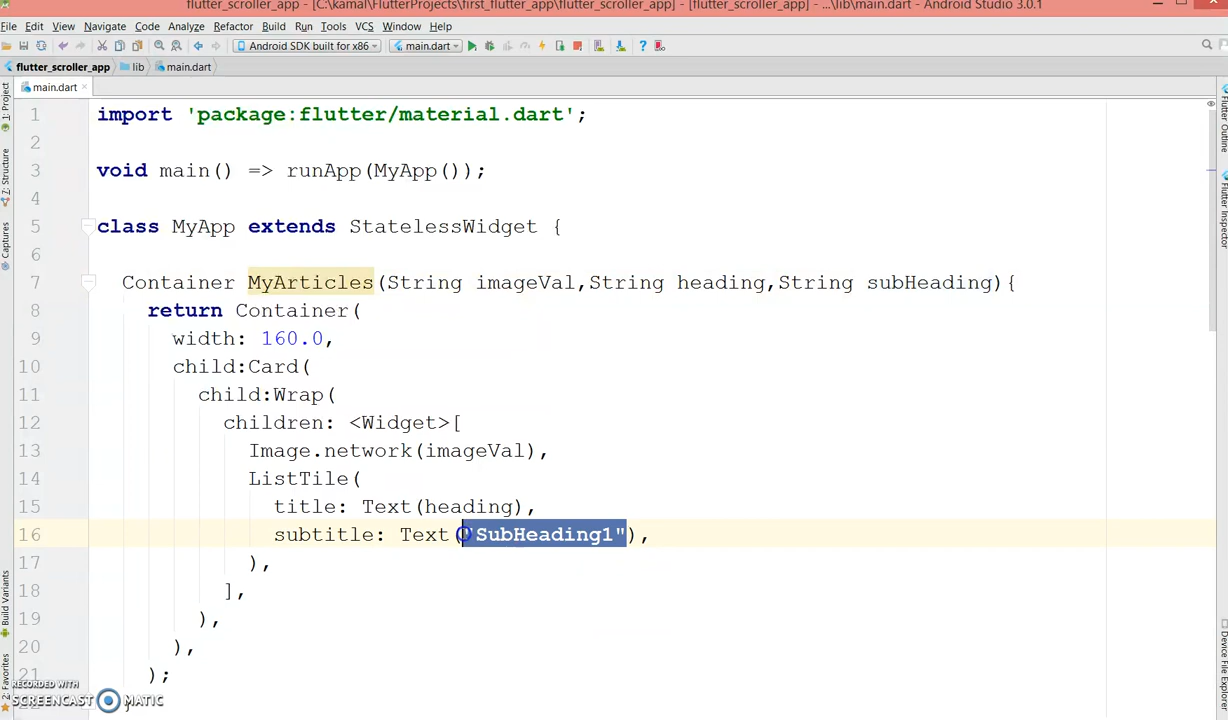 flutter_scroller_app - [C:\kamal\FlutterProjects\first_flutter_app\flutter_scroller_app] - [flutter_scroller_app] - ...\lib\main.dart - Android Studio 3.0.1
File Edit View Navigate Code Analyze Refactor Build Run Tools VCS Window Help
Android SDK built for x86 main.dart
flutter_scroller_app lib main.dart
main.dart
1: Project
7: Structure
Captures
Build Variants
2: Favorites
Flutter Outline
Flutter Inspector
Device File Explorer
1 import 'package:flutter/material.dart';
2
3 void main() => runApp(MyApp());
4
5 class MyApp extends StatelessWidget {
6
7 Container MyArticles(String imageVal,String heading,String subHeading){
8 return Container(
9 width: 160.0,
10 child:Card(
11 child:Wrap(
12 children: <Widget>[
13 Image.network(imageVal),
14 ListTile(
15 title: Text(heading),
16 subtitle: Text("SubHeading1"),
17 ),
18 ],
19 ),
20 ),
21 );
RECORDED WITH
SCREENCAST MATIC